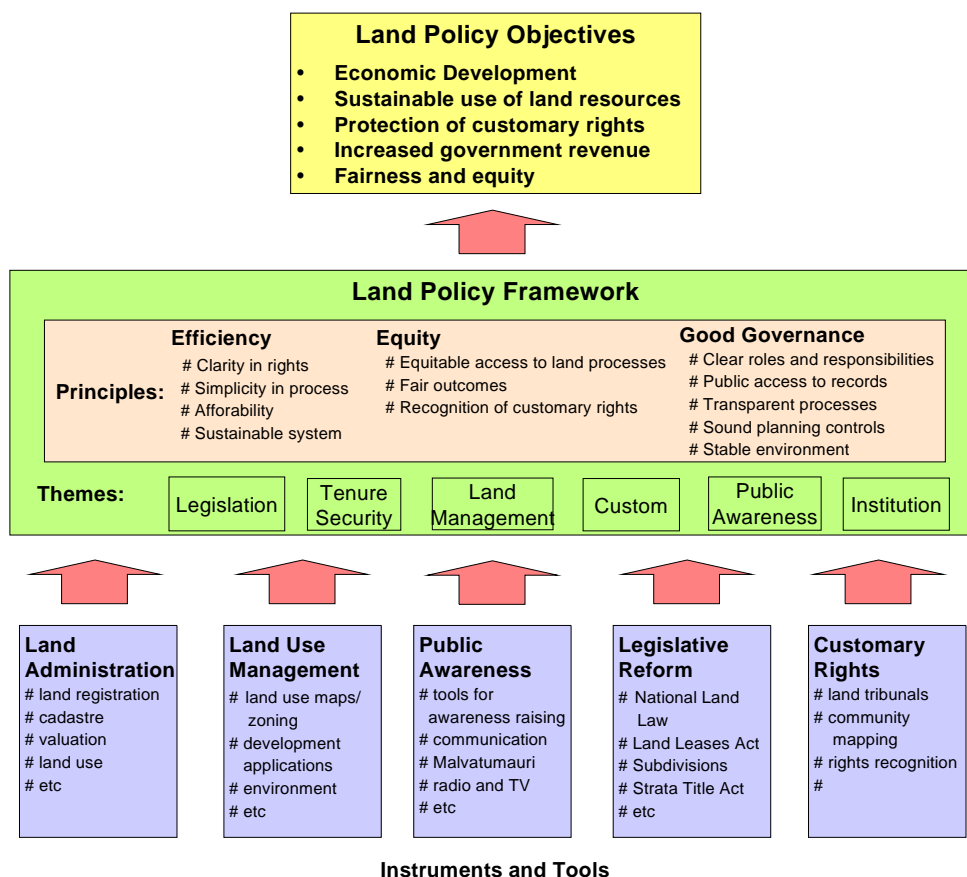 Land Policy Objectives
• Economic Development
• Sustainable use of land resources
• Protection of customary rights
• Increased government revenue
• Fairness and equity
Land Policy Framework
Principles:
Efficiency
# Clarity in rights
# Simplicity in process
# Afforability
# Sustainable system
Equity
# Equitable access to land processes
# Fair outcomes
# Recognition of customary rights
Good Governance
# Clear roles and responsibilities
# Public access to records
# Transparent processes
# Sound planning controls
# Stable environment
Themes:
Legislation
Tenure
Security
Land
Management
Custom
Public
Awareness
Institution
Land
Administration
# land registration
# cadastre
# valuation
# land use
# etc
Land Use
Management
# land use maps/
zoning
# development
applications
# environment
# etc
Public
Awareness
# tools for
awareness raising
# communication
# Malvatumauri
# radio and TV
# etc
Legislative
Reform
# National Land
Law
# Land Leases Act
# Subdivisions
# Strata Title Act
# etc
Customary
Rights
# land tribunals
# community
mapping
# rights recognition
#
Instruments and Tools